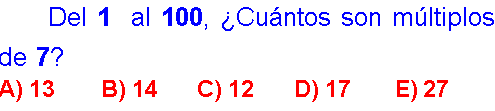 Del 1 al 100, ¿Cuántos son múltiplos
de 7?
A) 13 B) 14 C) 12 D) 17 E) 27